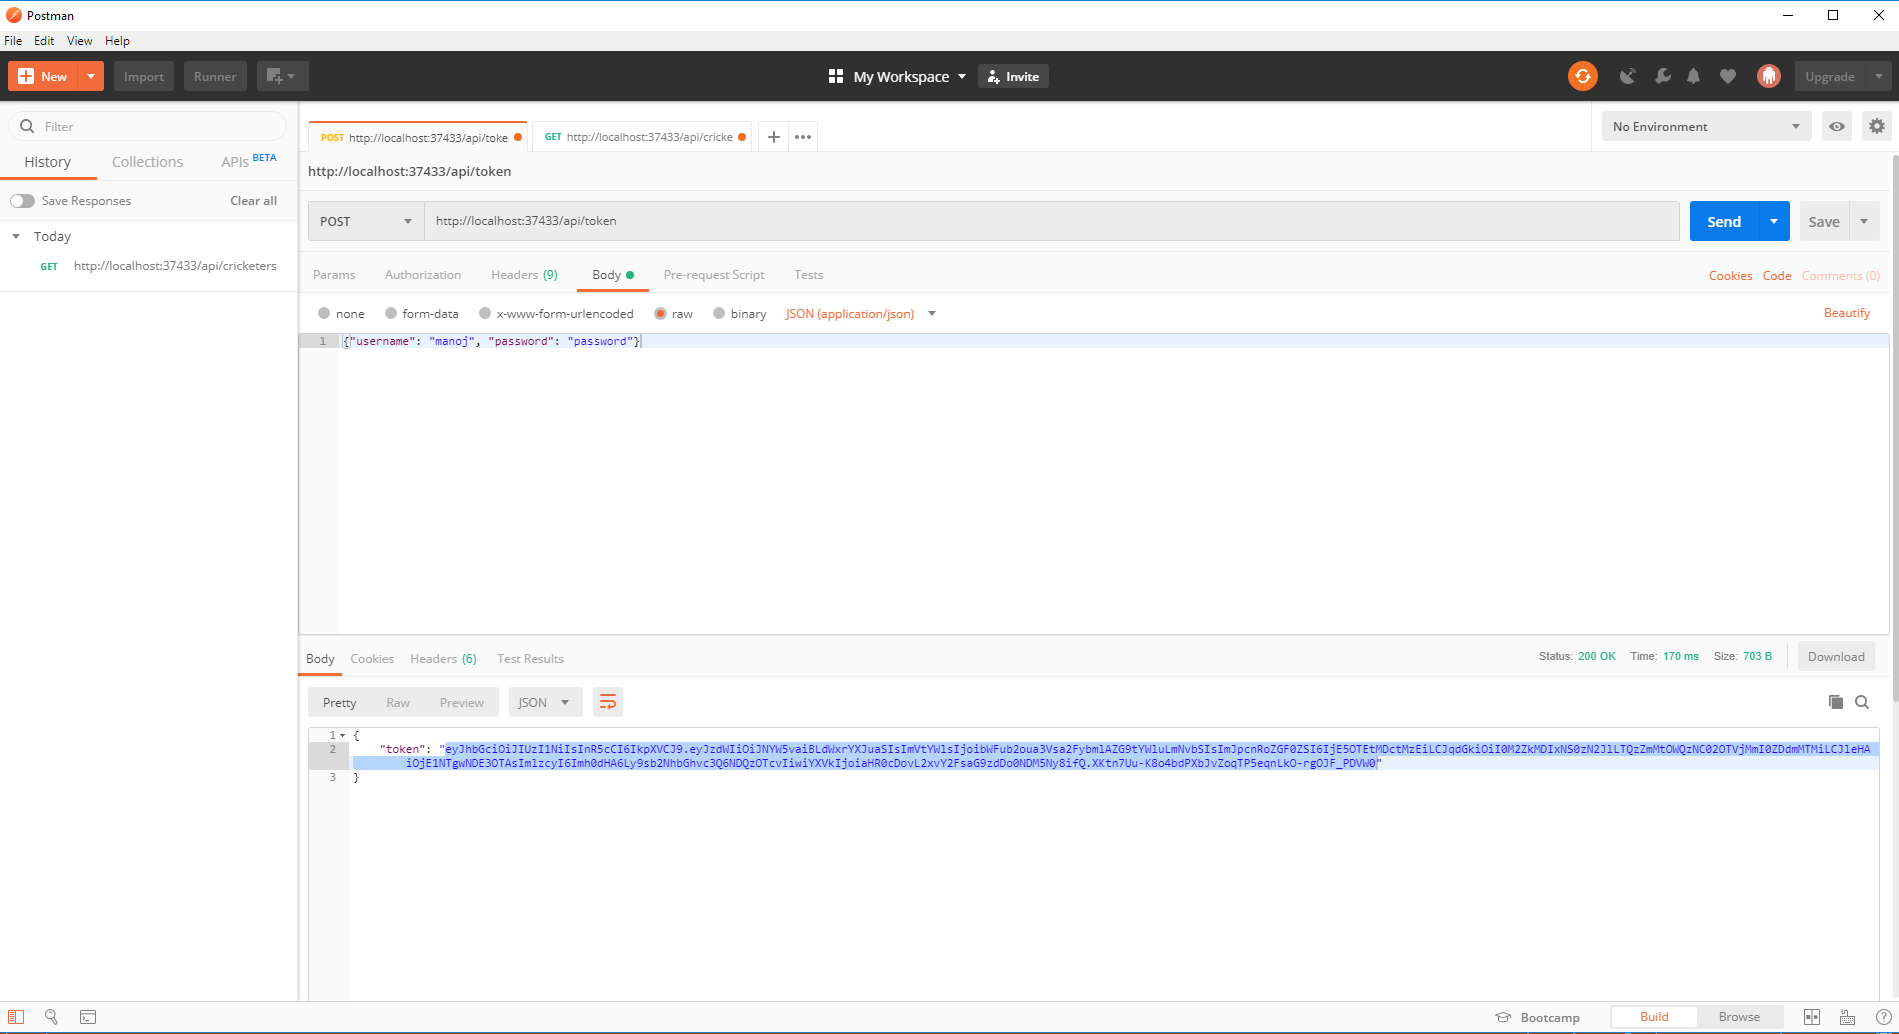 Postman
File Edit View Help
New Import Runner My Workspace Invite Upgrade
Filter
History Collections APIs BETA
Save Responses Clear all
Today
GET http://localhost:37433/api/cricketers
POST http://localhost:37433/api/toke GET http://localhost:37433/api/cricke + ••• No Environment
http://localhost:37433/api/token
POST http://localhost:37433/api/token Send Save
Params Authorization Headers (9) Body Pre-request Script Tests Cookies Code Comments (0)
none form-data x-www-form-urlencoded raw binary JSON (application/json) Beautify
1 {"username": "manoj", "password": "password"}
Body Cookies Headers (6) Test Results Status: 200 OK Time: 170 ms Size: 703 B Download
Pretty Raw Preview JSON
1 {
2 "token":
3 }
Bootcamp Build Browse